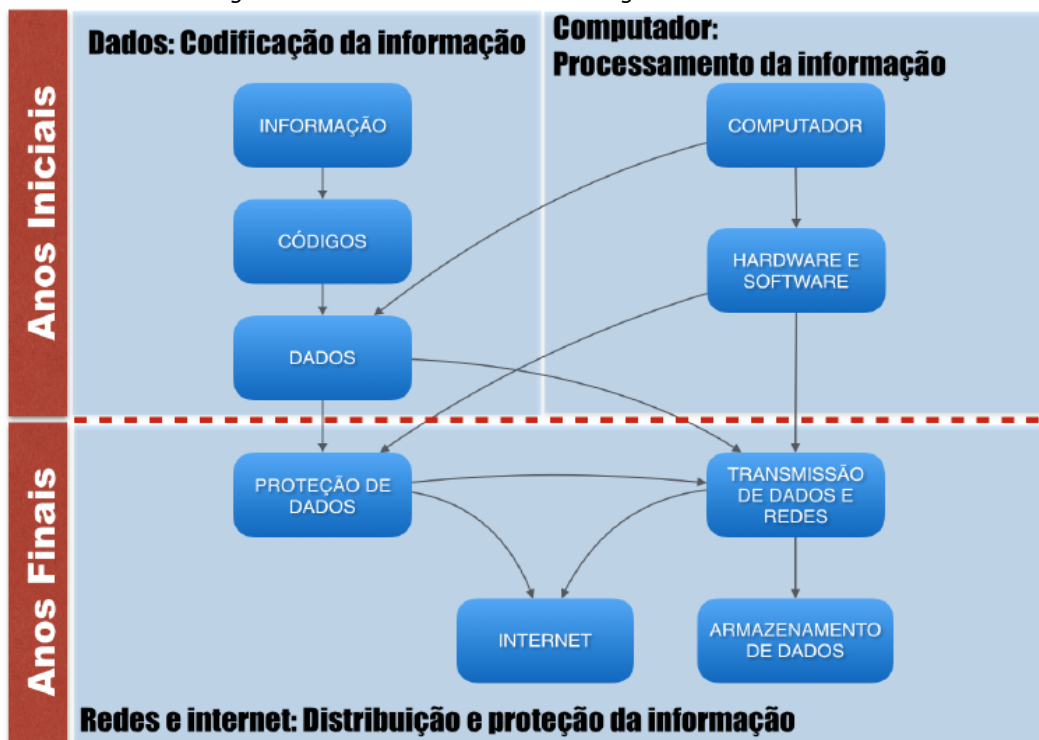 Dados: Codificação da informação
Computador:
Processamento da informação
Anos Iniciais
INFORMAÇÃO
COMPUTADOR
CÓDIGOS
HARDWARE E
SOFTWARE
DADOS
Anos Finais
PROTEÇÃO DE
DADOS
TRANSMISSÃO
DE DADOS E
REDES
INTERNET
ARMAZENAMENTO
DE DADOS
Redes e internet: Distribuição e proteção da informação